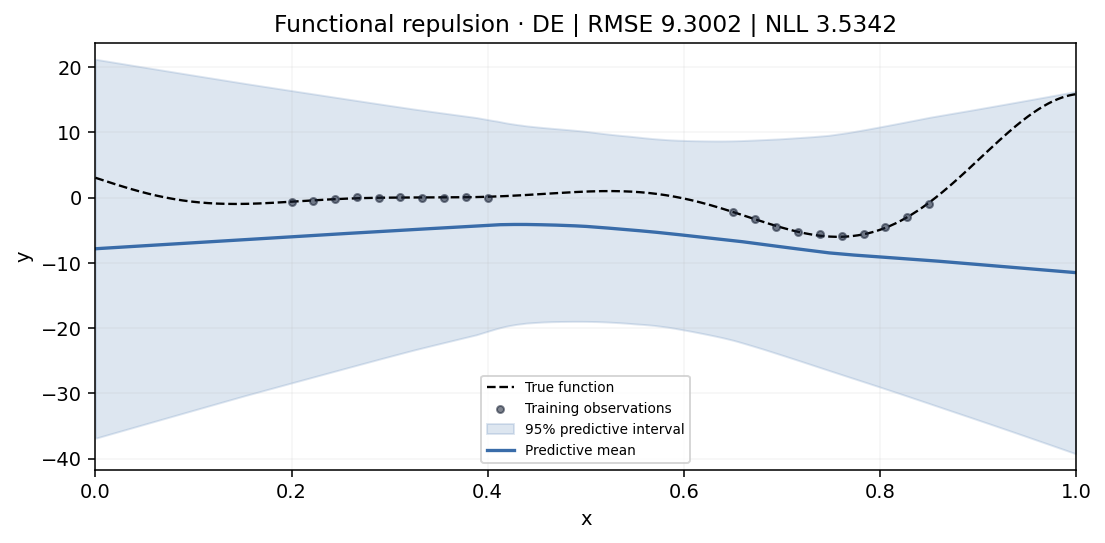 Functional repulsion · DE | RMSE 9.3002 | NLL 3.5342
20
10
0
−10
−20
−30
−40
y
True function
Training observations
95% predictive interval
Predictive mean
0.0 0.2 0.4 0.6 0.8 1.0
x